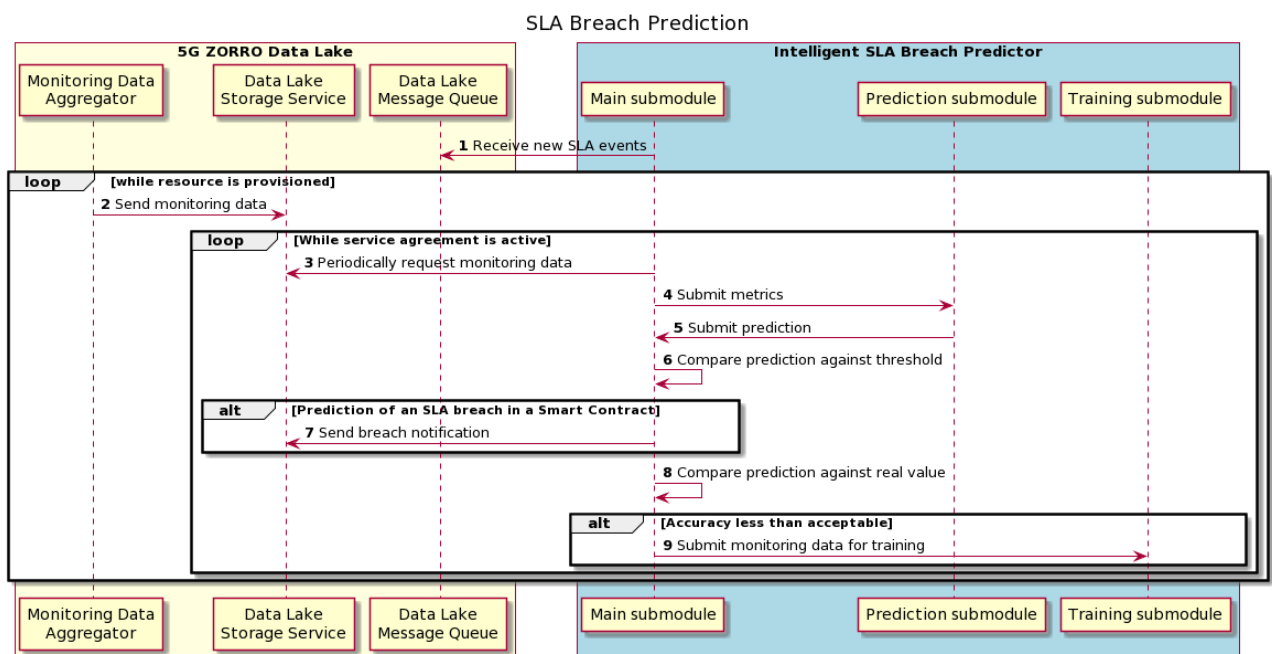 SLA Breach Prediction
5G ZORRO Data Lake
Intelligent SLA Breach Predictor
Monitoring Data
Aggregator
Data Lake
Storage Service
Data Lake
Message Queue
Main submodule
Prediction submodule
Training submodule
1 Receive new SLA events
loop [while resource is provisioned]
2 Send monitoring data
loop [While service agreement is active]
3 Periodically request monitoring data
4 Submit metrics
5 Submit prediction
6 Compare prediction against threshold
alt [Prediction of an SLA breach in a Smart Contract]
7 Send breach notification
8 Compare prediction against real value
alt [Accuracy less than acceptable]
9 Submit monitoring data for training
Monitoring Data
Aggregator
Data Lake
Storage Service
Data Lake
Message Queue
Main submodule
Prediction submodule
Training submodule